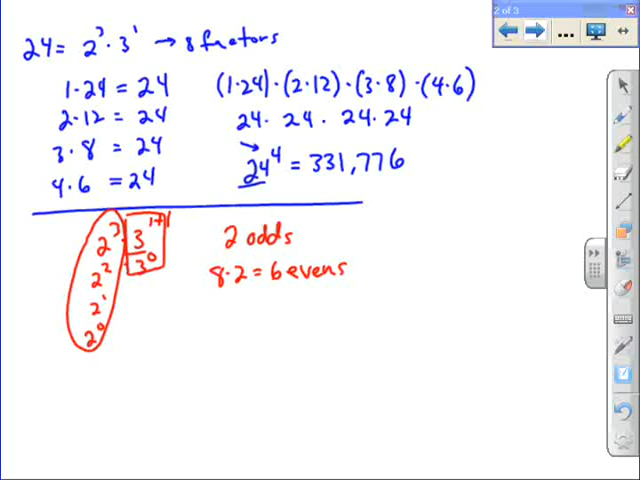 2 of 3
24 = 2³ · 3¹ → 8 factors
1 · 24 = 24
2 · 12 = 24
3 · 8 = 24
4 · 6 = 24
(1·24) · (2·12) · (3·8) · (4·6)
24 · 24 · 24 · 24
24⁴ = 331,776
2³ · 3¹⁺¹
2² · 3⁰
2¹
2⁰
2 odds
8 · 2 = 6 evens